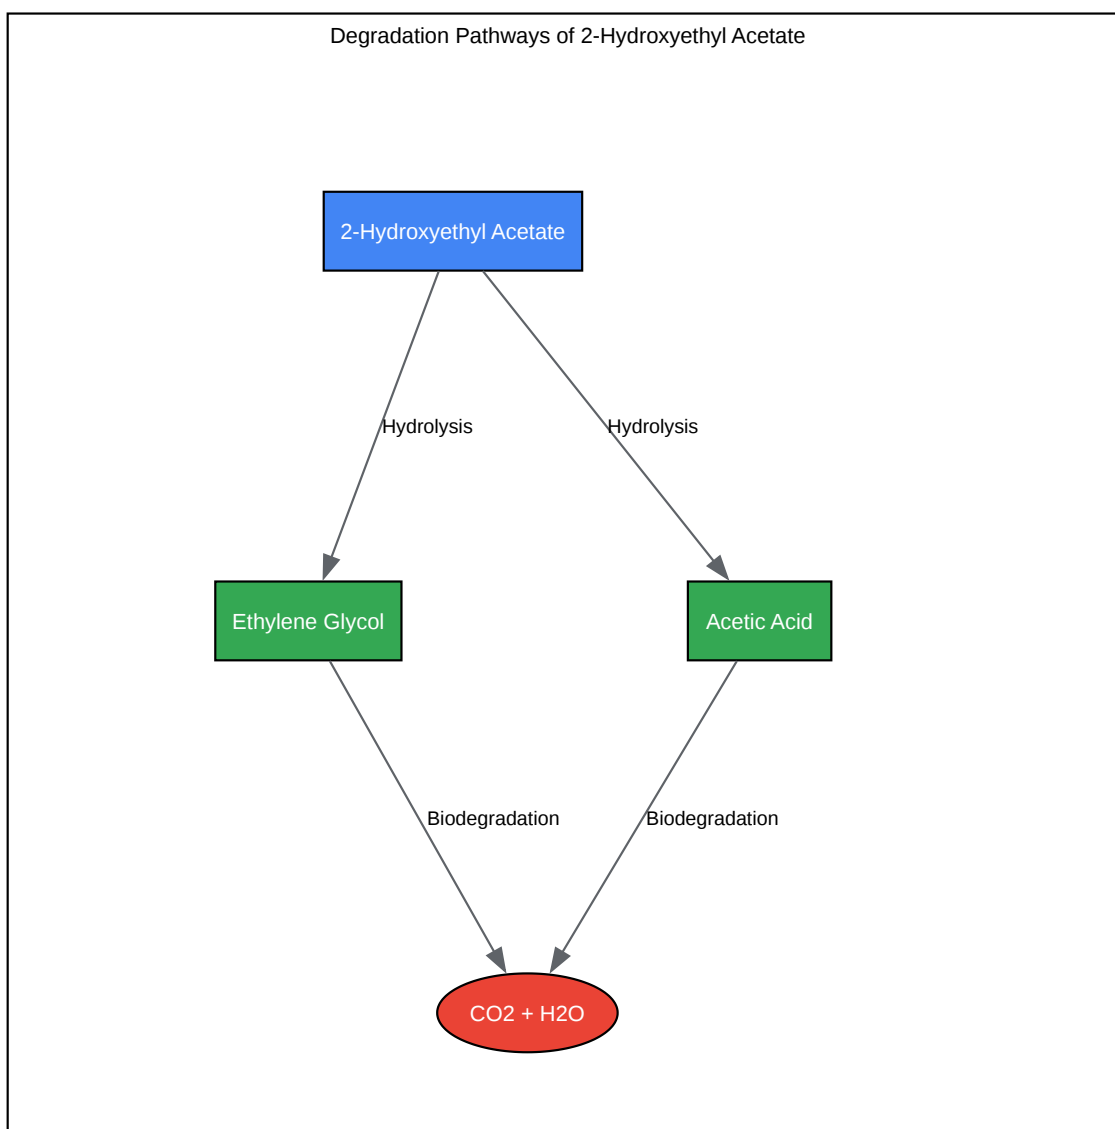 Degradation Pathways of 2-Hydroxyethyl Acetate
2-Hydroxyethyl Acetate
Hydrolysis
Hydrolysis
Ethylene Glycol
Acetic Acid
Biodegradation
Biodegradation
CO2 + H2O